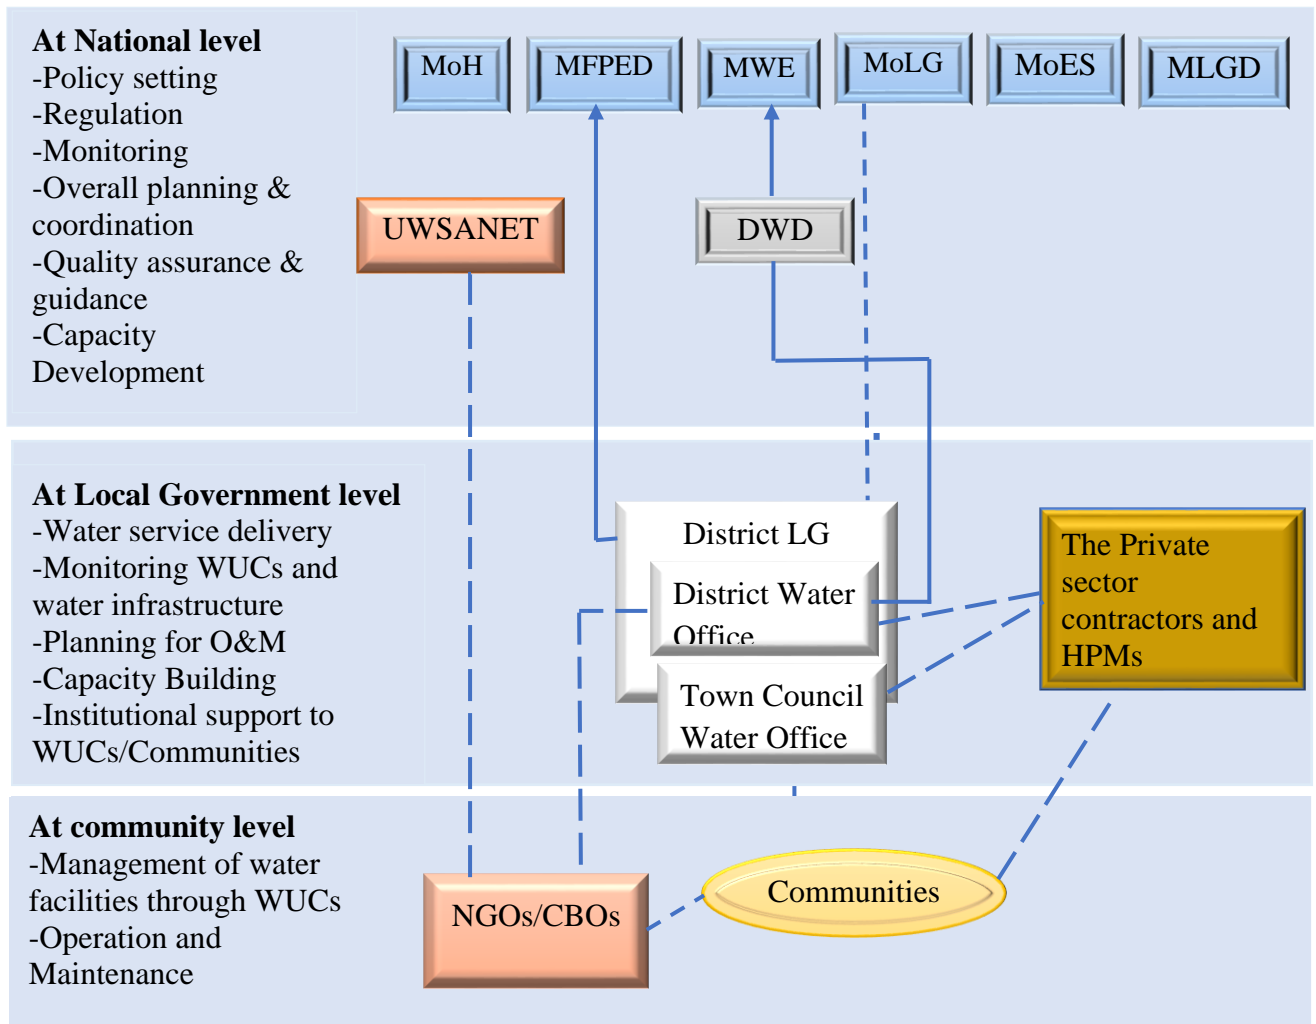 At National level
-Policy setting
-Regulation
-Monitoring
-Overall planning &
coordination
-Quality assurance &
guidance
-Capacity
Development
MoH
MFPED
MWE
MoLG
MoES
MLGD
UWSANET
DWD
At Local Government level
-Water service delivery
-Monitoring WUCs and
water infrastructure
-Planning for O&M
-Capacity Building
-Institutional support to
WUCs/Communities
District LG
District Water
Office
Town Council
Water Office
The Private
sector
contractors and
HPMs
At community level
-Management of water
facilities through WUCs
-Operation and
Maintenance
NGOs/CBOs
Communities